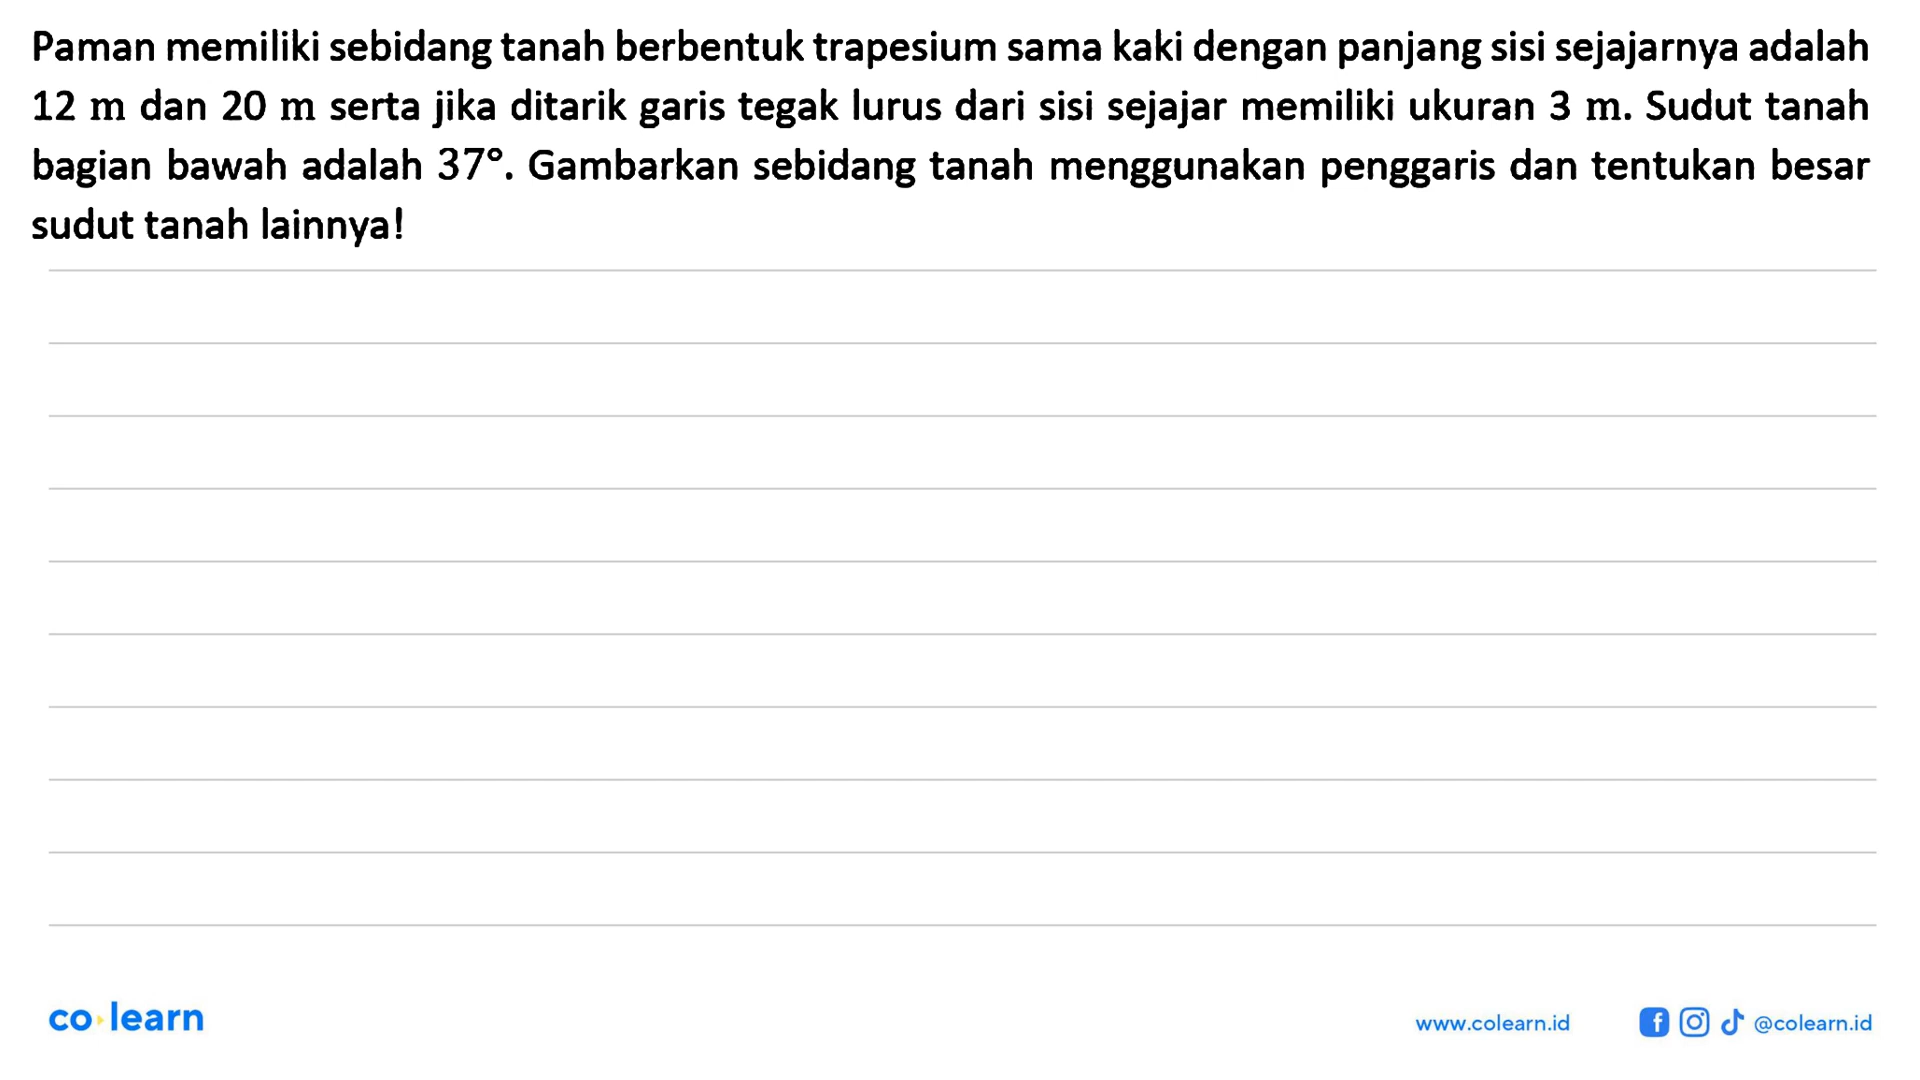 Paman memiliki sebidang tanah berbentuk trapesium sama kaki dengan panjang sisi sejajarnya adalah
12 m dan 20 m serta jika ditarik garis tegak lurus dari sisi sejajar memiliki ukuran 3 m. Sudut tanah
bagian bawah adalah 37°. Gambarkan sebidang tanah menggunakan penggaris dan tentukan besar
sudut tanah lainnya!
co learn
www.colearn.id
@colearn.id